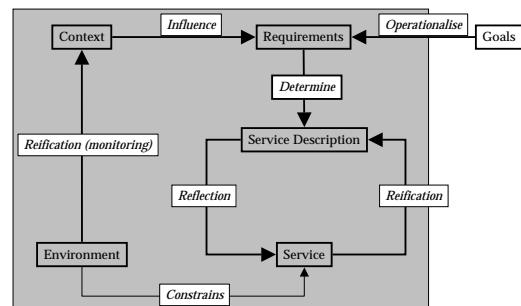 Influence
Operationalise
Context
Requirements
Goals
Determine
Reification (monitoring)
Service Description
Reflection
Reification
Environment
Service
Constrains